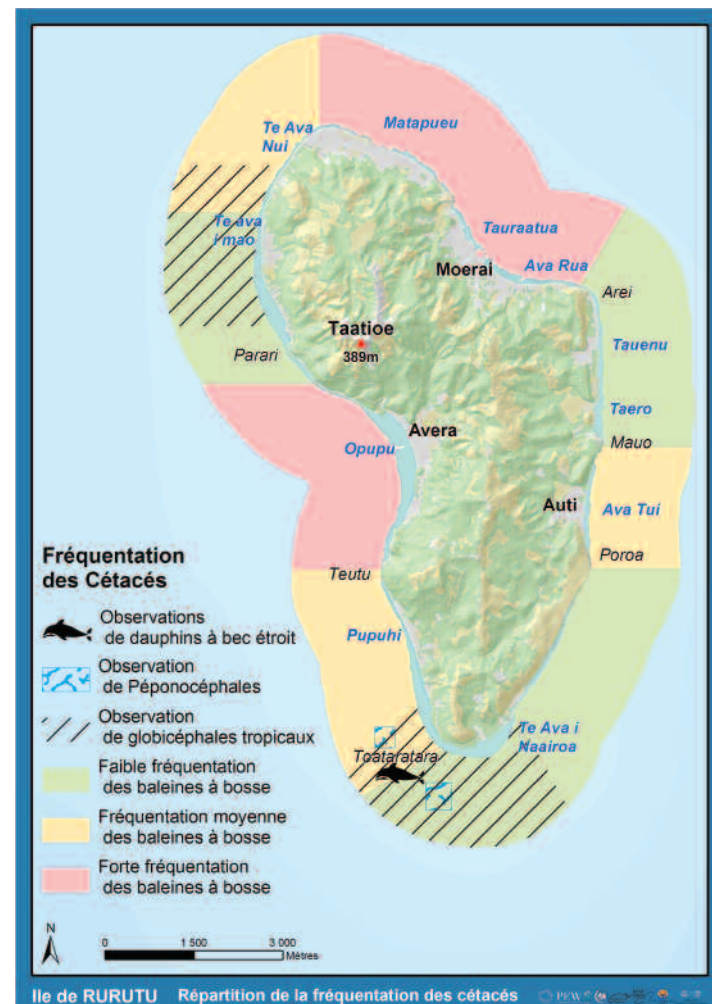 Te Ava
Nui
Matapueu
Te ava
i mao
Tauraatua
Moerai
Ava Rua
Arei
Taatioe
389m
Parari
Tauenu
Taero
Avera
Opupu
Mauo
Auti
Ava Tui
Poroa
Teutu
Pupuhi
Te Ava i
Naairoa
Toataratara
Fréquentation
des Cétacés
Observations
de dauphins à bec étroit
Observation
de Péponocéphales
Observation
de globicéphales tropicaux
Faible fréquentation
des baleines à bosse
Fréquentation moyenne
des baleines à bosse
Forte fréquentation
des baleines à bosse
N
0 1 500 3 000
Mètres
Ile de RURUTU Répartition de la fréquentation des cétacés PEW